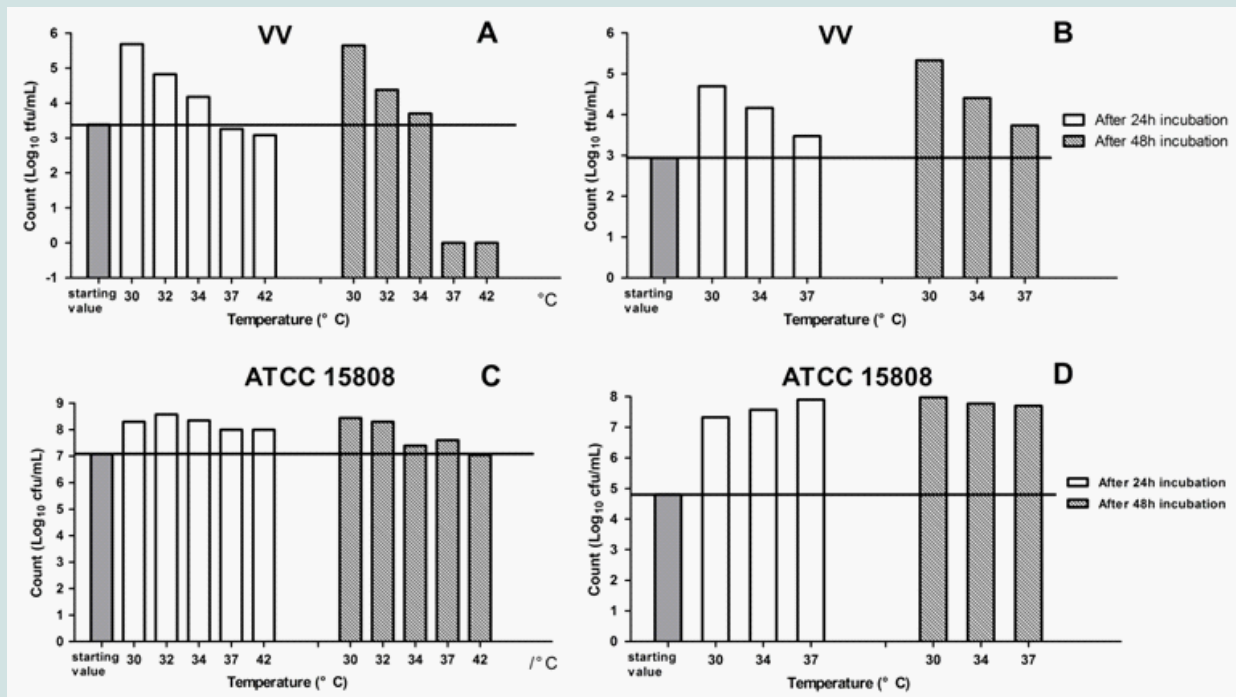 VV
A
Count (Log10 tfu/mL)
6
5
4
3
2
1
0
-1
starting value 30 32 34 37 42 30 32 34 37 42 °C
Temperature (° C)
VV
B
Count (Log10 tfu/mL)
6
5
4
3
2
1
0
starting value 30 34 37 30 34 37
Temperature (° C)
After 24h incubation
After 48h incubation
ATCC 15808
C
Count (Log10 cfu/mL)
9
8
7
6
5
4
3
2
1
0
starting value 30 32 34 37 42 30 32 34 37 42 /° C
Temperature (° C)
ATCC 15808
D
Count (Log10 cfu/mL)
8
7
6
5
4
3
2
1
0
starting value 30 34 37 30 34 37
Temperature (° C)
After 24h incubation
After 48h incubation